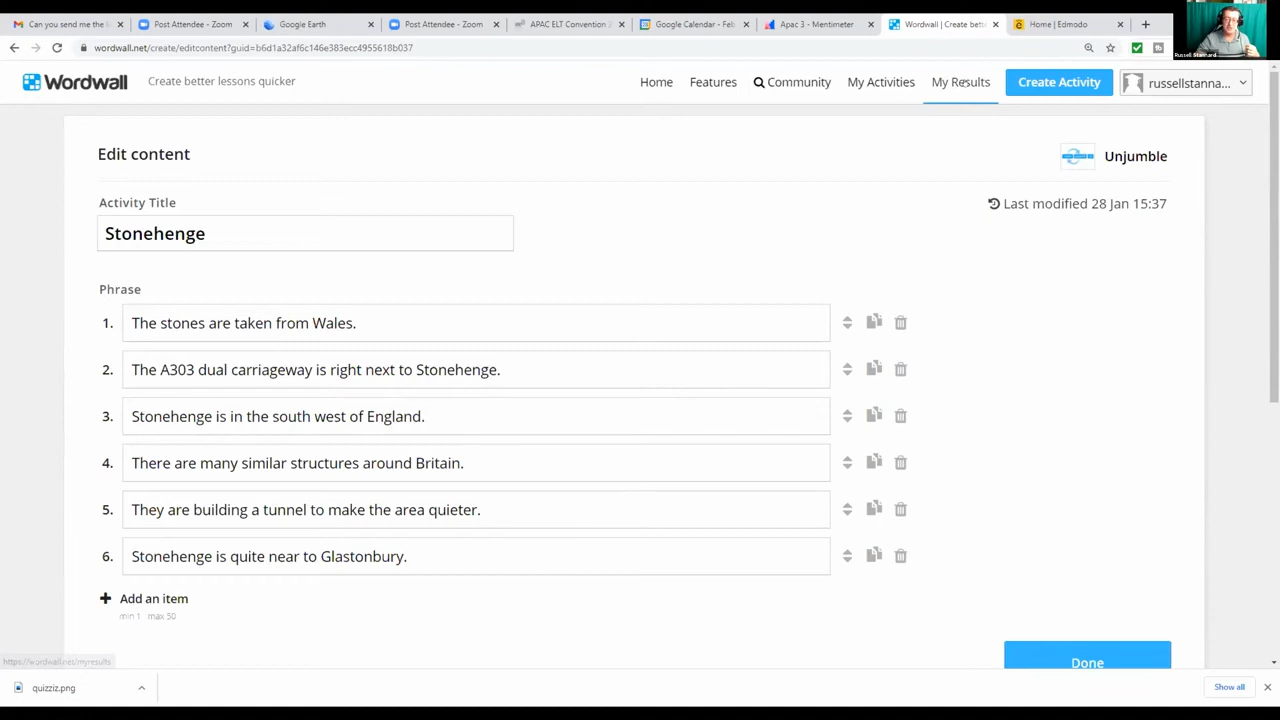 Can you send me the k
Post Attendee - Zoom
Google Earth
Post Attendee - Zoom
APAC ELT Convention 2
Google Calendar - Feb
Apac 3 - Mentimeter
Wordwall | Create bett
Home | Edmodo
wordwall.net/create/editcontent?guid=b6d1a32af6c146e383ecc4955618b037
Russell Stannard
Wordwall
Create better lessons quicker
Home
Features
Community
My Activities
My Results
Create Activity
russellstanna...
Edit content
Unjumble
Activity Title
Last modified 28 Jan 15:37
Stonehenge
Phrase
1. The stones are taken from Wales.
2. The A303 dual carriageway is right next to Stonehenge.
3. Stonehenge is in the south west of England.
4. There are many similar structures around Britain.
5. They are building a tunnel to make the area quieter.
6. Stonehenge is quite near to Glastonbury.
+ Add an item
min 1 max 50
Done
https://wordwall.net/myresults
quizziz.png
Show all